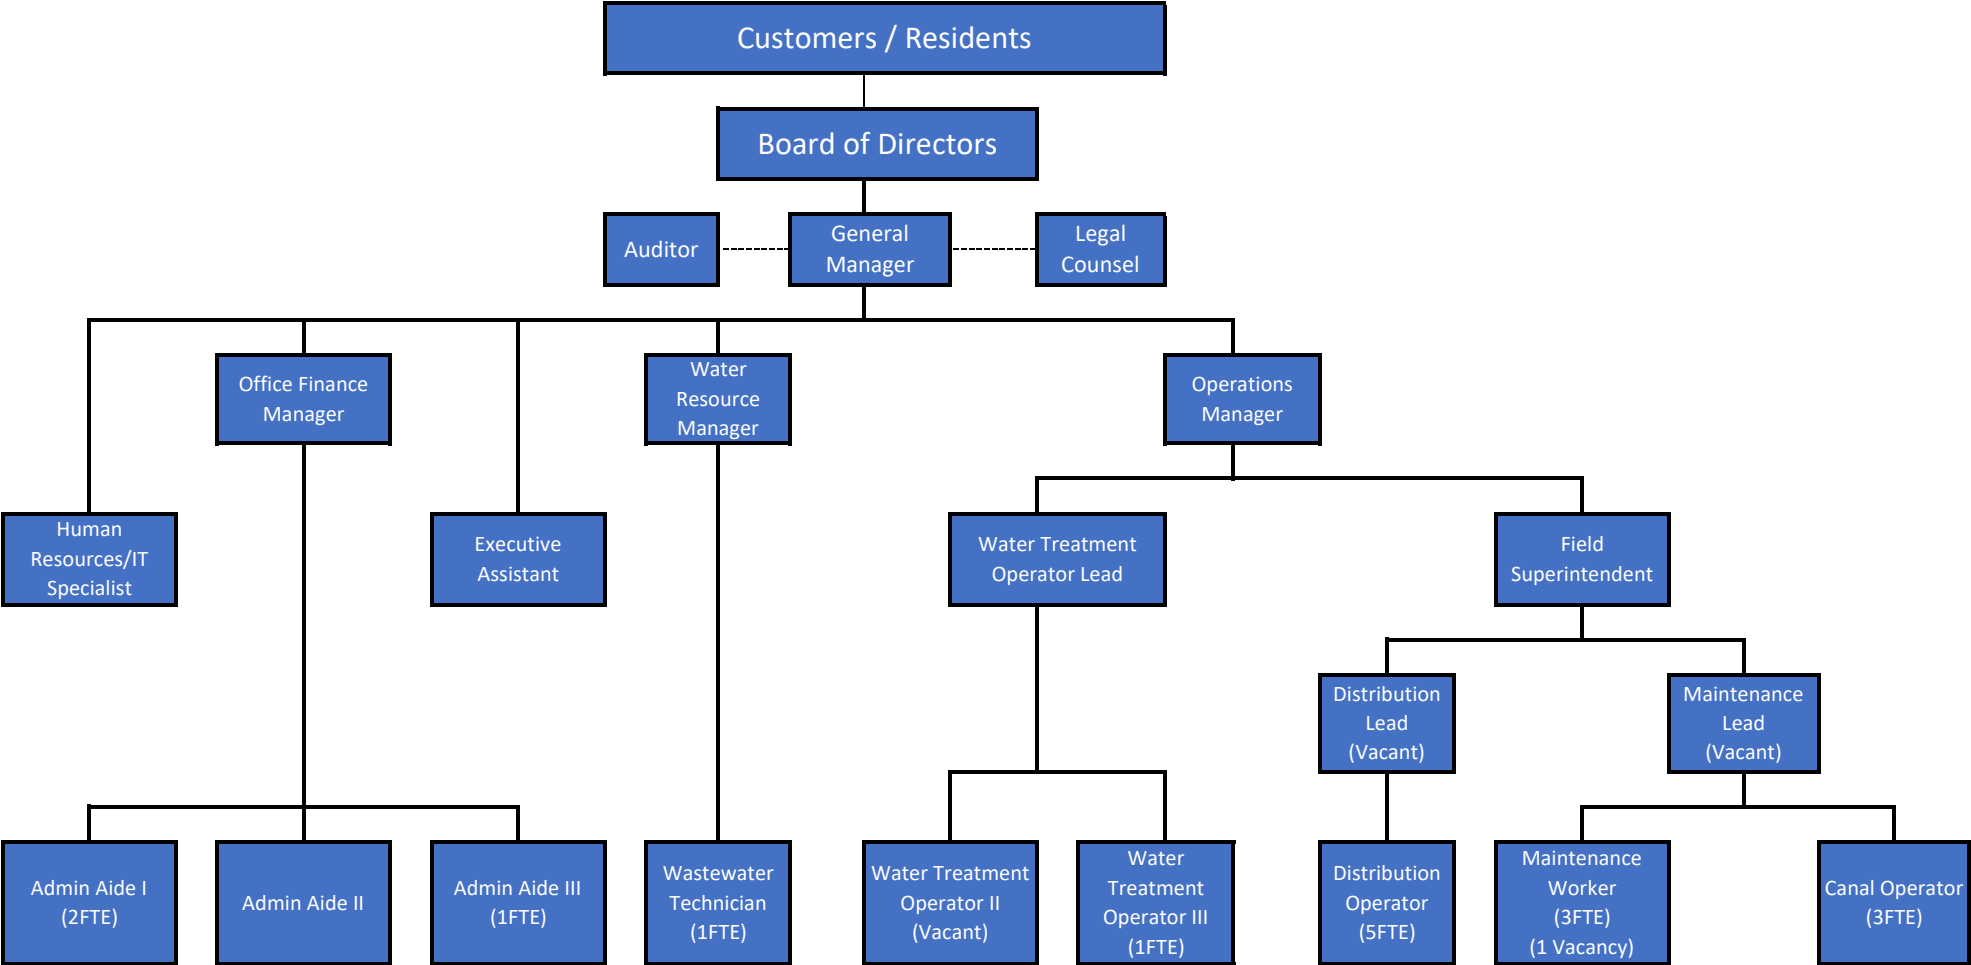 Customers / Residents
Board of Directors
Auditor
General
Manager
Legal
Counsel
Office Finance
Manager
Water
Resource
Manager
Operations
Manager
Human
Resources/IT
Specialist
Executive
Assistant
Water Treatment
Operator Lead
Field
Superintendent
Distribution
Lead
(Vacant)
Maintenance
Lead
(Vacant)
Admin Aide I
(2FTE)
Admin Aide II
Admin Aide III
(1FTE)
Wastewater
Technician
(1FTE)
Water Treatment
Operator II
(Vacant)
Water
Treatment
Operator III
(1FTE)
Distribution
Operator
(5FTE)
Maintenance
Worker
(3FTE)
(1 Vacancy)
Canal Operator
(3FTE)